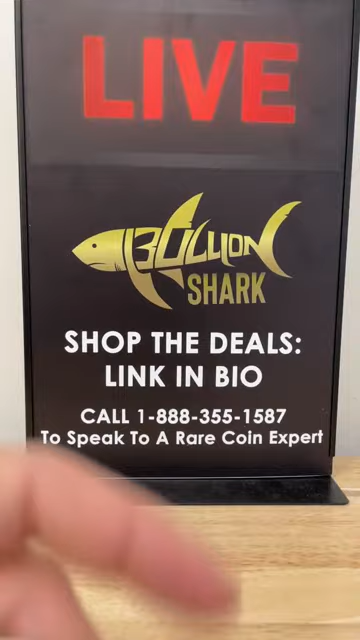 LIVE
BULLION
SHARK
SHOP THE DEALS:
LINK IN BIO
CALL 1-888-355-1587
To Speak To A Rare Coin Expert